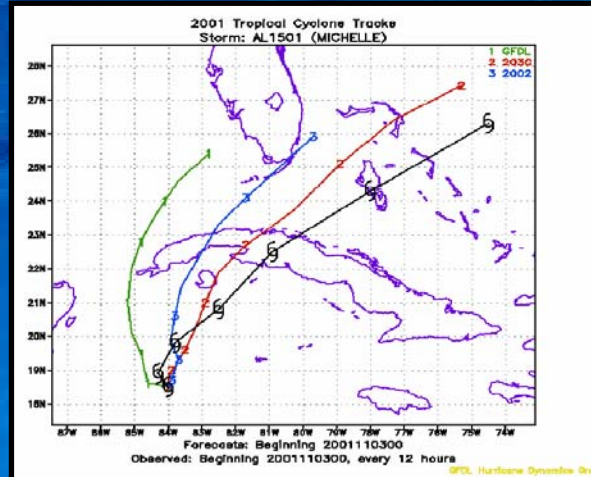 2001 Tropical Cyclone Tracks
Storm: AL1501 (MICHELLE)
1 GFDL
2 2030
3 2002
28N
27N
26N
25N
24N
23N
22N
21N
20N
19N
18N
87W 86W 85W 84W 83W 82W 81W 80W 79W 78W 77W 76W 75W 74W
Forecasts: Beginning 2001110300
Observed: Beginning 2001110300, every 12 hours
GFDL Hurricane Dynamics Gro